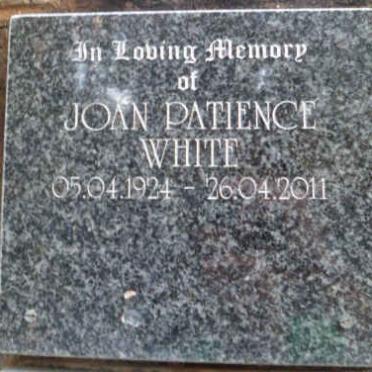 In Loving Memory
of
JOAN PATIENCE
WHITE
05.04.1924 - 26.04.2011